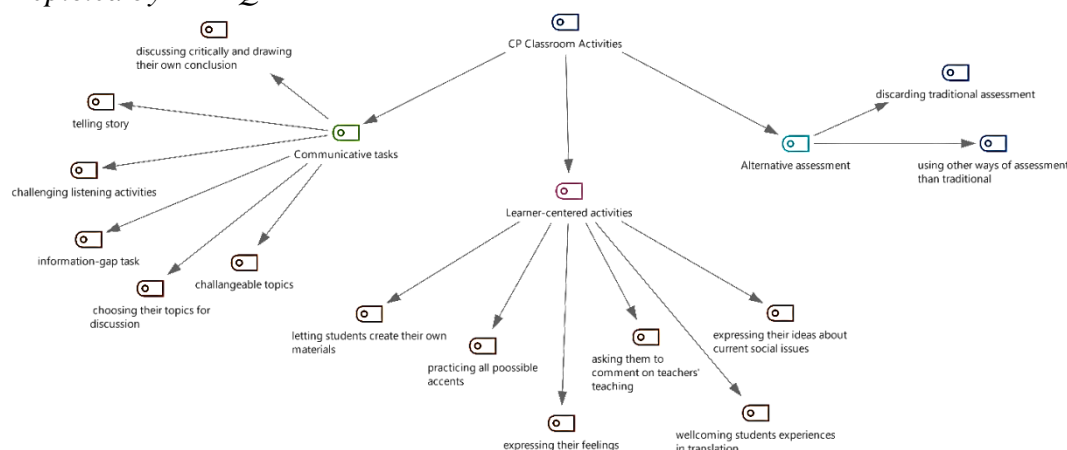 CP Classroom Activities
discussing critically and drawing
their own conclusion
telling story
Communicative tasks
challenging listening activities
information-gap task
challangeable topics
choosing their topics for
discussion
discarding traditional assessment
Alternative assessment
using other ways of assessment
than traditional
Learner-centered activities
letting students create their own
materials
practicing all poossible
accents
expressing their feelings
asking them to
comment on teachers'
teaching
wellcoming students experiences
in translation
expressing their ideas about
current social issues